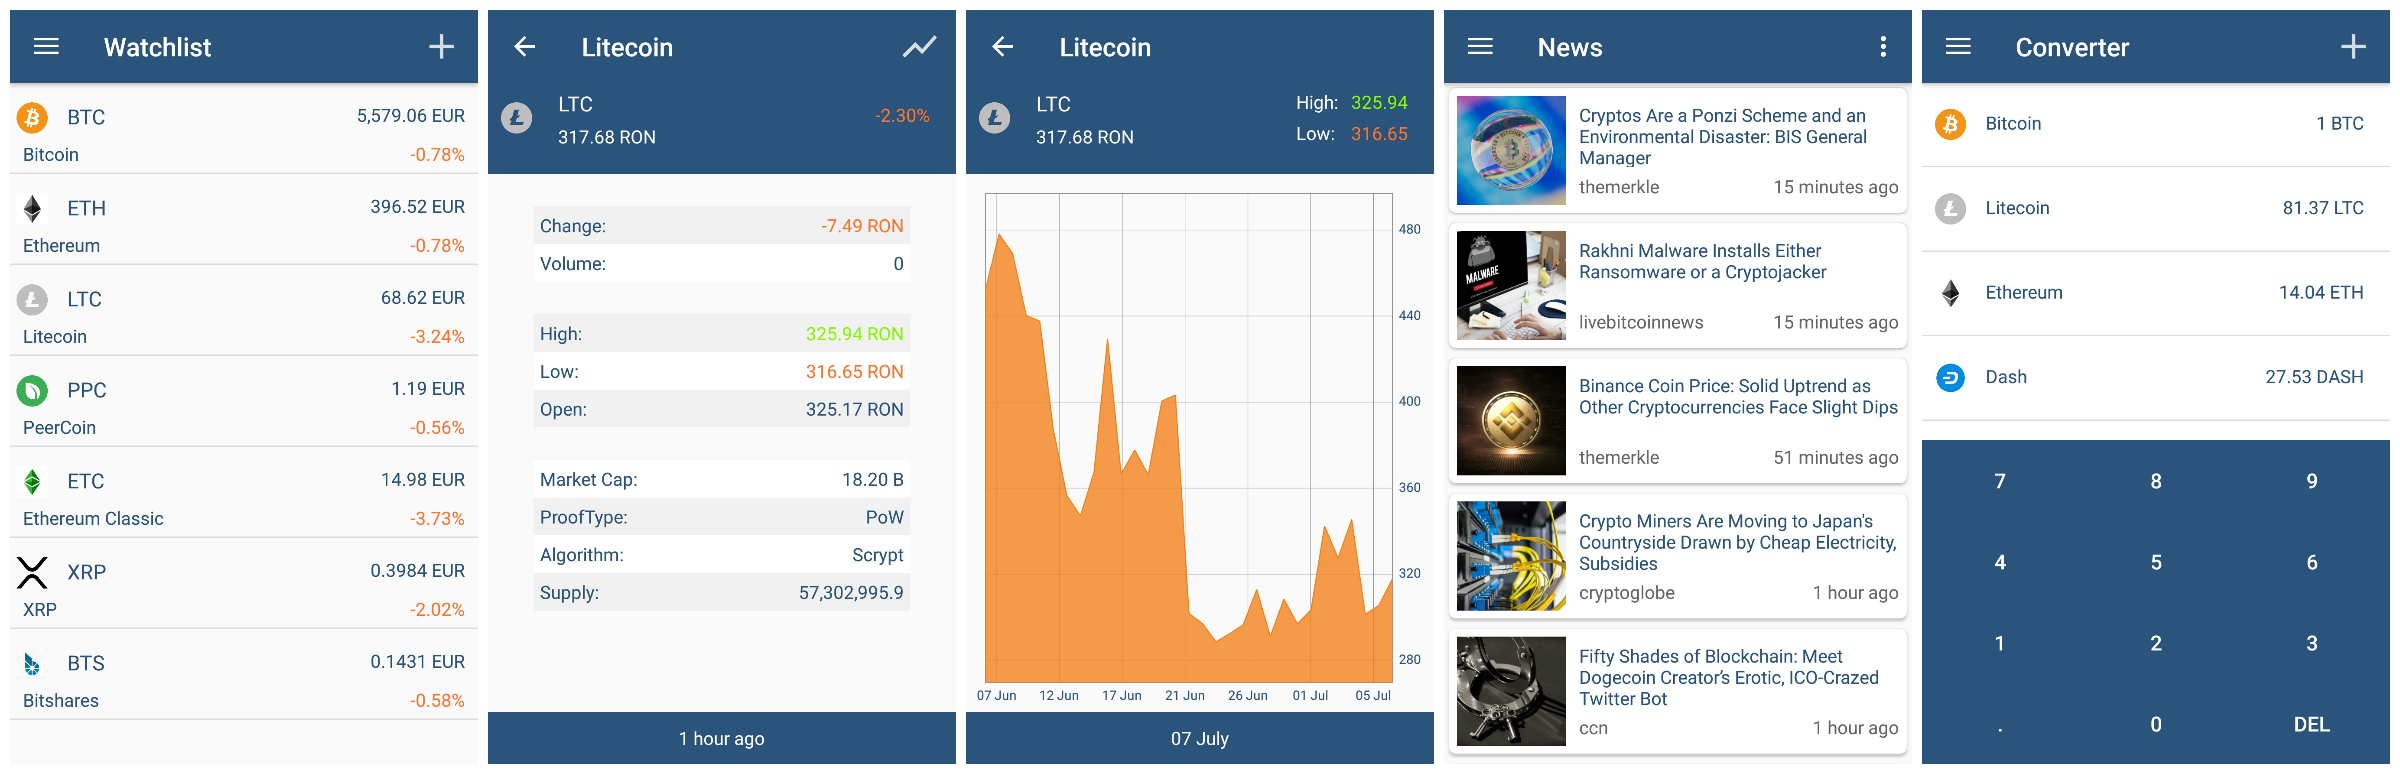 Watchlist
BTC 5,579.06 EUR
Bitcoin -0.78%
ETH 396.52 EUR
Ethereum -0.78%
LTC 68.62 EUR
Litecoin -3.24%
PPC 1.19 EUR
PeerCoin -0.56%
ETC 14.98 EUR
Ethereum Classic -3.73%
XRP 0.3984 EUR
XRP -2.02%
BTS 0.1431 EUR
Bitshares -0.58%
Litecoin
LTC
317.68 RON -2.30%
Change: -7.49 RON
Volume: 0
High: 325.94 RON
Low: 316.65 RON
Open: 325.17 RON
Market Cap: 18.20 B
ProofType: PoW
Algorithm: Scrypt
Supply: 57,302,995.9
1 hour ago
Litecoin
LTC High: 325.94
317.68 RON Low: 316.65
480
440
400
360
320
280
07 Jun 12 Jun 17 Jun 21 Jun 26 Jun 01 Jul 05 Jul
07 July
News
Cryptos Are a Ponzi Scheme and an
Environmental Disaster: BIS General
Manager
themerkle 15 minutes ago
MALWARE
Rakhni Malware Installs Either
Ransomware or a Cryptojacker
livebitcoinnews 15 minutes ago
Binance Coin Price: Solid Uptrend as
Other Cryptocurrencies Face Slight Dips
themerkle 51 minutes ago
Crypto Miners Are Moving to Japan's
Countryside Drawn by Cheap Electricity,
Subsidies
cryptoglobe 1 hour ago
Fifty Shades of Blockchain: Meet
Dogecoin Creator's Erotic, ICO-Crazed
Twitter Bot
ccn 1 hour ago
Converter
Bitcoin 1 BTC
Litecoin 81.37 LTC
Ethereum 14.04 ETH
Dash 27.53 DASH
7 8 9
4 5 6
1 2 3
. 0 DEL